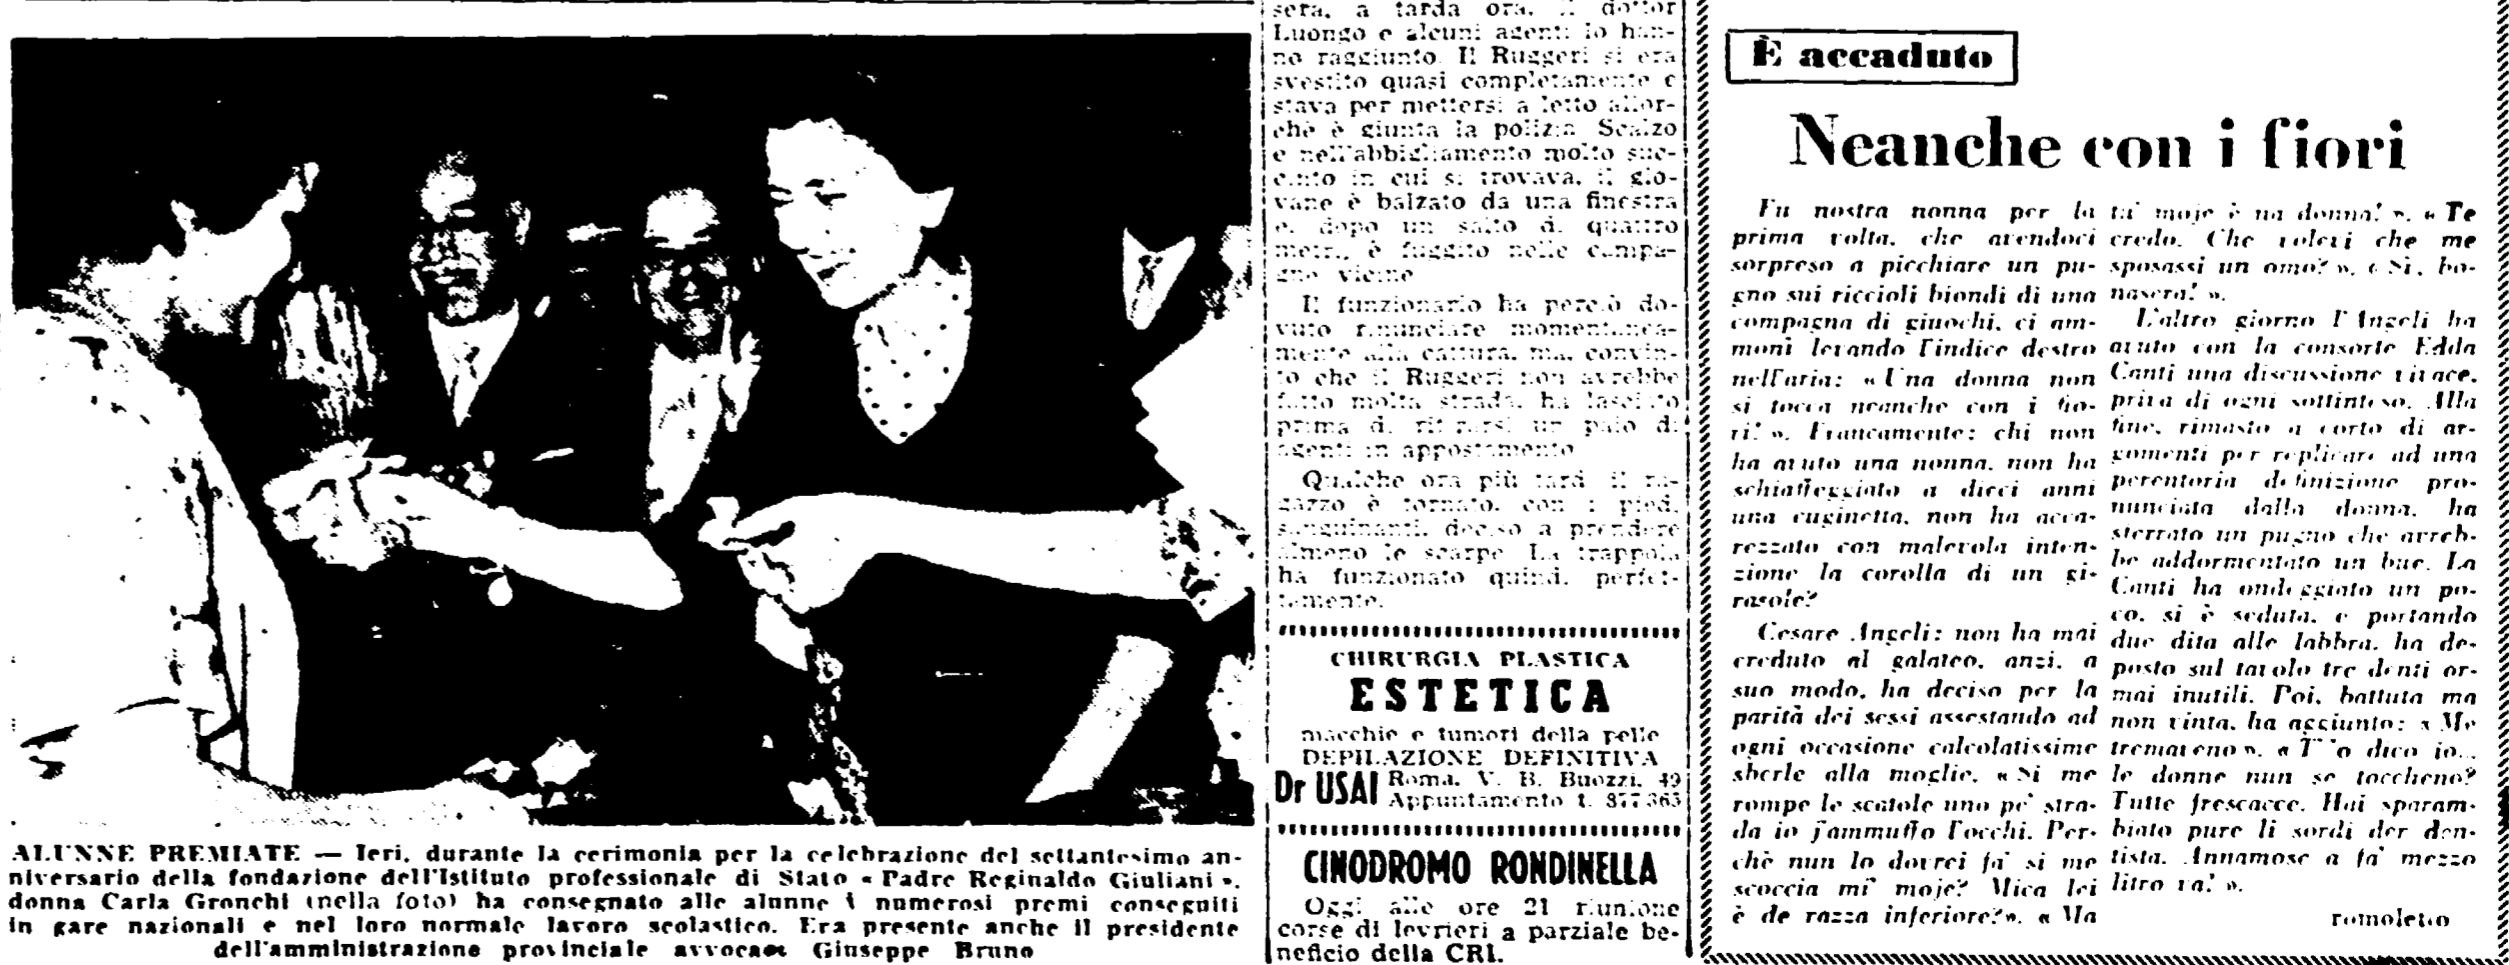 ALUNNE PREMIATE — Ieri, durante la cerimonia per la celebrazione del settantesimo an-
niversario della fondazione dell'Istituto professionale di Stato « Padre Reginaldo Giuliani ».
donna Carla Gronchi (nella foto) ha consegnato alle alunne i numerosi premi conseguiti
in gare nazionali e nel loro normale lavoro scolastico. Era presente anche il presidente
dell'amministrazione provinciale avvocato Giuseppe Bruno
sera, a tarda ora, il dottor
Luongo e alcuni agenti lo han-
no raggiunto. Il Ruggeri si era
svestito quasi completamente e
stava per mettersi a letto allor-
chè è giunta la polizia. Scalzo
e nell'abbigliamento molto suc-
cinto in cui si trovava, il gio-
vane è balzato da una finestra
e, dopo un salto di quattro
metri, è fuggito nelle campa-
gne vicine
Il funzionario ha perciò do-
vuto rinunciare momentanea-
mente alla cattura, ma, convin-
to che il Ruggeri non avrebbe
fatto molta strada, ha lasciato
prima di ritirarsi un paio di
agenti in appostamento
Qualche ora più tardi il ra-
gazzo è tornato, con i piedi
sanguinanti, deciso a prendere
almeno le scarpe. La trappola
ha funzionato quindi perfet-
tamente.
CHIRURGIA PLASTICA
ESTETICA
macchie e tumori della pelle
DEPILAZIONE DEFINITIVA
Dr USAI Roma, V. B. Buozzi, 49
Appuntamento t. 877.365
CINODROMO RONDINELLA
Oggi alle ore 21 riunione
corse di levrieri a parziale be-
neficio della CRI.
È accaduto
Neanche con i fiori
Fu nostra nonna per la
prima volta, che avendoci
sorpreso a picchiare un pu-
gno sui riccioli biondi di una
compagna di giuochi, ci am-
monì levando l'indice destro
nell'aria: « Una donna non
si tocca neanche con i fio-
ri! ». Francamente: chi non
ha avuto una nonna, non ha
schiaffeggiato a dieci anni
una cuginetta, non ha acca-
rezzato con malevola inten-
zione la corolla di un gi-
rasole?
Cesare Angeli: non ha mai
creduto al galateo, anzi, a
suo modo, ha deciso per la
parità dei sessi assestando ad
ogni occasione calcolatissime
sberle alla moglie. « Si me
rompe le scatole uno pe' stra-
da io j'ammuffo l'occhi. Per-
chè nun lo dovrei fa' si me
scoccia mi' moje? Mica lei
è de razza inferiore? ». « Ma
tu' moje è na donna! ». « Te
credo. Che volevi che me
sposassi un omo? ». « Sì, bo-
nasera! ».
L'altro giorno l'Angeli ha
avuto con la consorte Edda
Canti una discussione vivace,
priva di ogni sottinteso. Alla
fine, rimasto a corto di ar-
gomenti per replicare ad una
perentoria definizione pro-
nunciata dalla donna, ha
sferrato un pugno che avreb-
be addormentato un bue. La
Canti ha ondeggiato un po-
co, si è seduta, e portando
due dita alle labbra, ha de-
posto sul tavolo tre denti or-
mai inutili. Poi, battuta ma
non vinta, ha aggiunto: « Me
tremaveno ». « T'o dico io...
le donne nun se toccheno?
Tutte frescacce. Hai sparam-
biato pure li sordi der den-
tista. Annamose a fa' mezzo
litro va! ».
romoletto